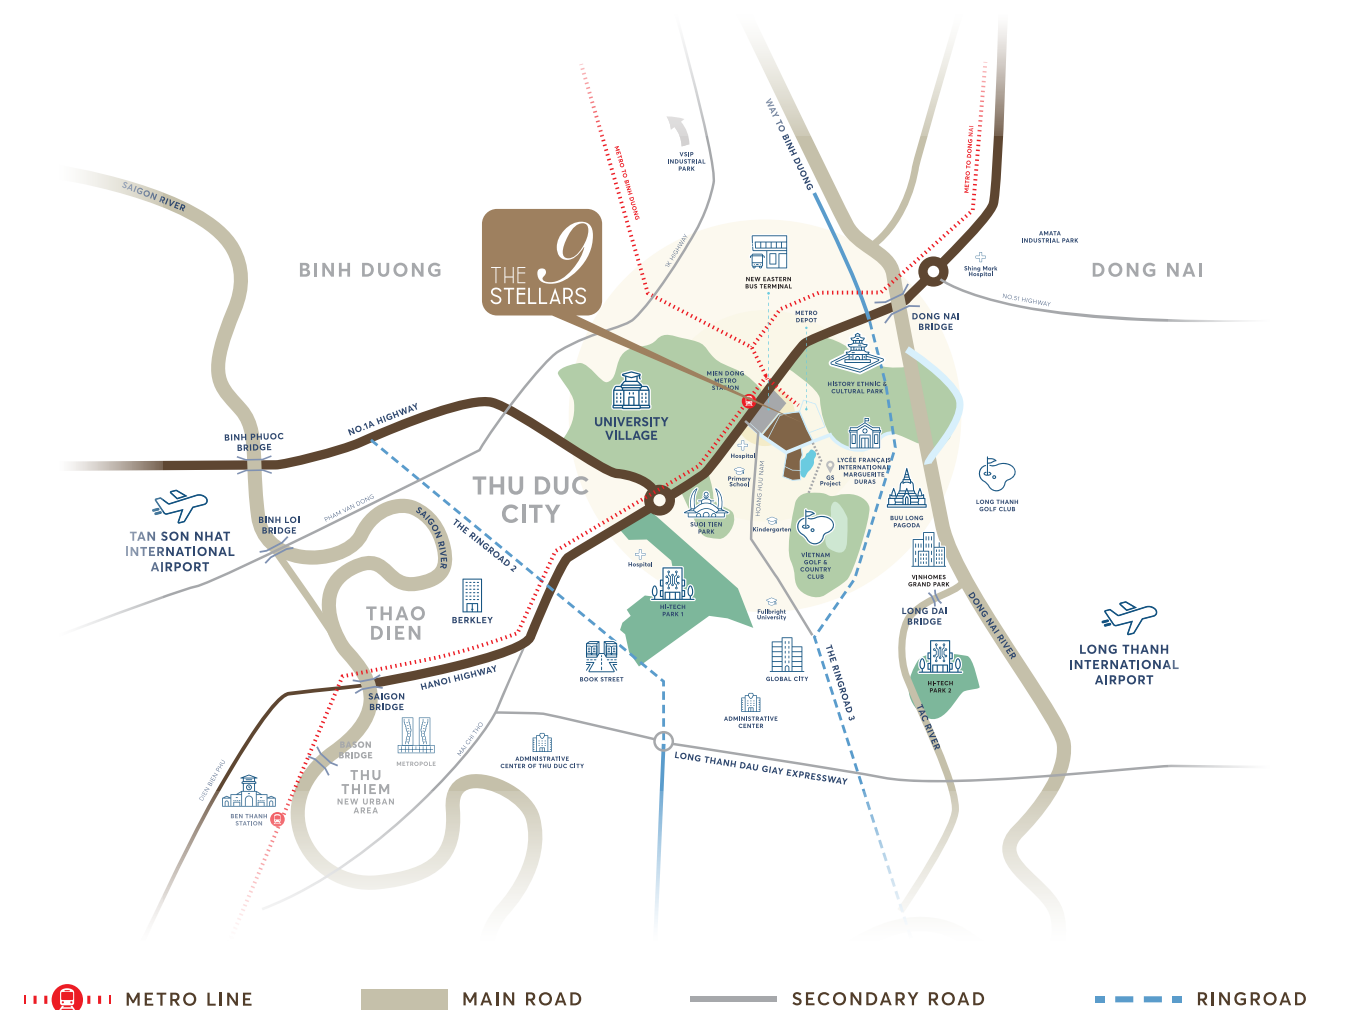 SAIGON RIVER
BINH DUONG
THE 9
STELLARS
METRO TO BINH DUONG
VSIP
INDUSTRIAL
PARK
1K HIGHWAY
WAY TO BINH DUONG
METRO TO DONG NAI
AMATA
INDUSTRIAL PARK
Shing Mark
Hospital
DONG NAI
NO.51 HIGHWAY
NEW EASTERN
BUS TERMINAL
METRO
DEPOT
DONG NAI
BRIDGE
MIEN DONG
METRO
STATION
HISTORY ETHNIC &
CULTURAL PARK
UNIVERSITY
VILLAGE
NO.1A HIGHWAY
BINH PHUOC
BRIDGE
Hospital
Primary
School
HOANG HUU NAM
GS
Project
LYCÉE FRANÇAIS
INTERNATIONAL
MARGUERITE
DURAS
THU DUC
CITY
LONG THANH
GOLF CLUB
TAN SON NHAT
INTERNATIONAL
AIRPORT
BINH LOI
BRIDGE
PHAM VAN DONG
SAIGON RIVER
THE RINGROAD 2
SUOI TIEN
PARK
Kindergarten
BUU LONG
PAGODA
VIETNAM
GOLF &
COUNTRY
CLUB
Hospital
VINHOMES
GRAND PARK
THAO
DIEN
BERKLEY
HI-TECH
PARK 1
Fullbright
University
LONG DAI
BRIDGE
DONG NAI RIVER
LONG THANH
INTERNATIONAL
AIRPORT
HANOI HIGHWAY
BOOK STREET
GLOBAL CITY
THE RINGROAD 3
HI-TECH
PARK 2
TAC RIVER
SAIGON
BRIDGE
ADMINISTRATIVE
CENTER
BASON
BRIDGE
METROPOLE
MAI CHI THO
ADMINISTRATIVE
CENTER OF THU DUC CITY
LONG THANH DAU GIAY EXPRESSWAY
DIEN BIEN PHU
THU
THIEM
NEW URBAN
AREA
BEN THANH
STATION
METRO LINE
MAIN ROAD
SECONDARY ROAD
RINGROAD